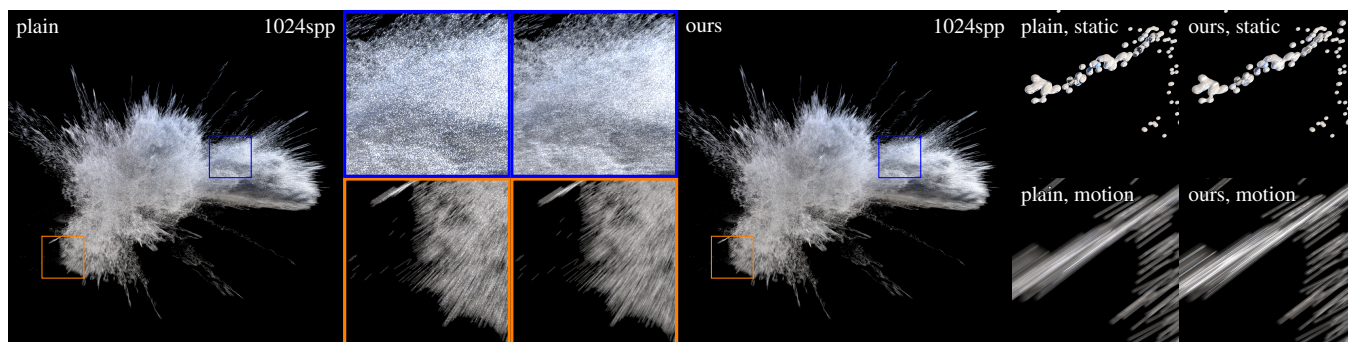 plain
1024spp
ours
1024spp
plain, static
ours, static
plain, motion
ours, motion